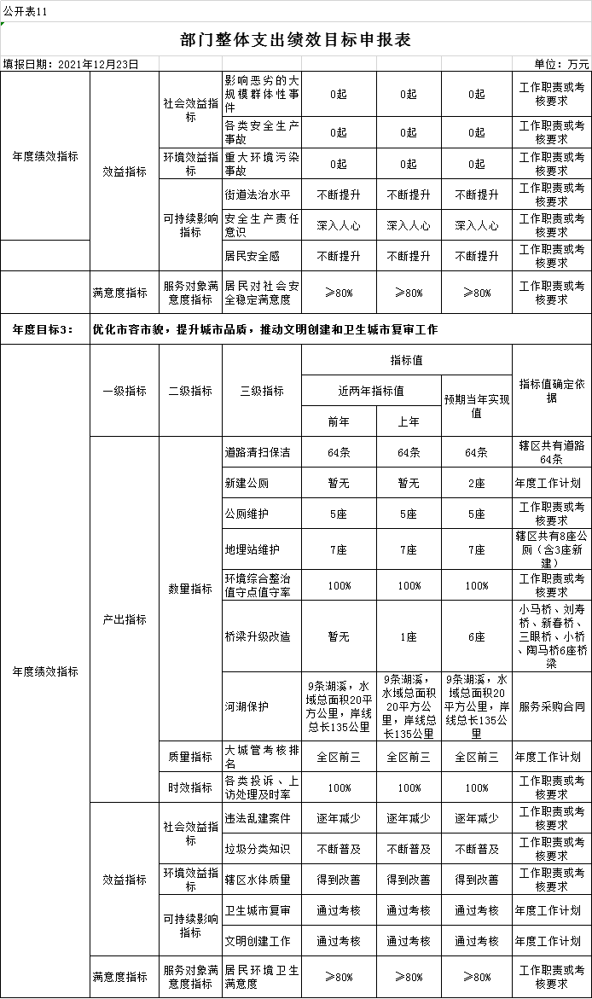 公开表11
部门整体支出绩效目标申报表
填报日期：2021年12月23日 单位：万元
年度绩效指标 效益指标 社会效益指标 影响恶劣的大规模群体性事件 0起 0起 0起 工作职责或考核要求
各类安全生产事故 0起 0起 0起 工作职责或考核要求
环境效益指标 重大环境污染事故 0起 0起 0起 工作职责或考核要求
可持续影响指标 街道法治水平 不断提升 不断提升 不断提升 工作职责或考核要求
安全生产责任意识 深入人心 深入人心 深入人心 工作职责或考核要求
居民安全感 不断提升 不断提升 不断提升 工作职责或考核要求
满意度指标 服务对象满意度指标 居民对社会安全稳定满意度 ≥80% ≥80% ≥80% 工作职责或考核要求
年度目标3： 优化市容市貌，提升城市品质，推动文明创建和卫生城市复审工作
年度绩效指标 一级指标 二级指标 三级指标 指标值 指标值确定依据
近两年指标值 预期当年实现值
前年 上年
产出指标 数量指标 道路清扫保洁 64条 64条 64条 辖区共有道路64条
新建公厕 暂无 暂无 2座 年度工作计划
公厕维护 5座 5座 5座 工作职责或考核要求
地埋站维护 7座 7座 7座 辖区共有8座公厕（含3座新建）
环境综合整治值守点值守率 100% 100% 100% 工作职责或考核要求
桥梁升级改造 暂无 1座 6座 小马桥、刘寿桥、新春桥、三眼桥、小桥、陶马桥6座桥梁
河湖保护 9条湖溪，水域总面积20平方公里，岸线总长135公里 9条湖溪，水域总面积20平方公里，岸线总长135公里 9条湖溪，水域总面积20平方公里，岸线总长135公里 服务采购合同
质量指标 大城管考核排名 全区前三 全区前三 全区前三 年度工作计划
时效指标 各类投诉、上访处理及时率 100% 100% 100% 工作职责或考核要求
效益指标 社会效益指标 违法乱建案件 逐年减少 逐年减少 逐年减少 工作职责或考核要求
垃圾分类知识 不断普及 不断普及 不断普及 工作职责或考核要求
环境效益指标 辖区水体质量 得到改善 得到改善 得到改善 工作职责或考核要求
可持续影响指标 卫生城市复审 通过考核 通过考核 通过考核 年度工作计划
文明创建工作 通过考核 通过考核 通过考核 年度工作计划
满意度指标 服务对象满意度指标 居民环境卫生满意度 ≥80% ≥80% ≥80% 工作职责或考核要求